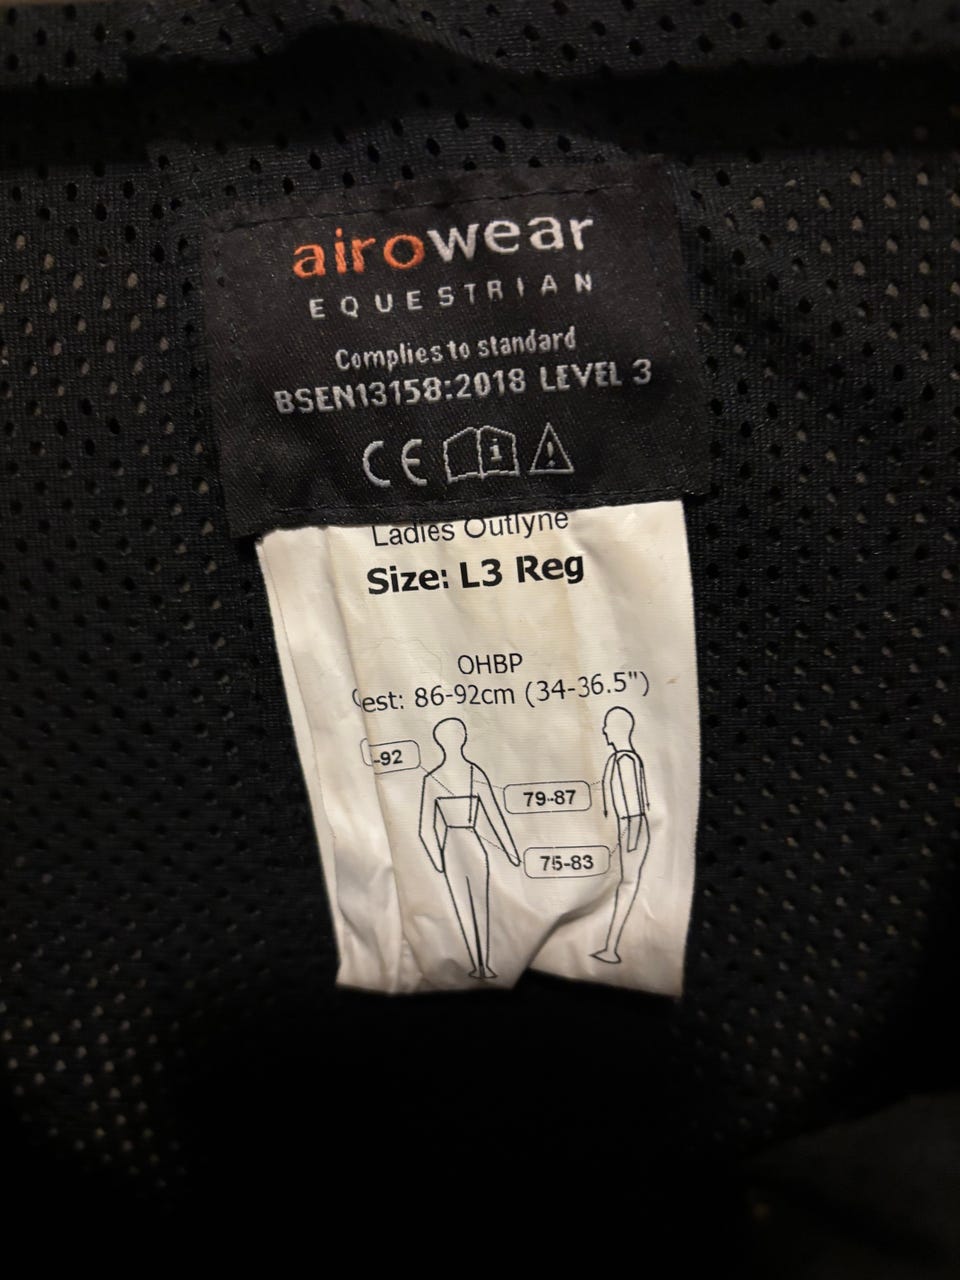 airowear
EQUESTRIAN
Complies to standard
BSEN13158:2018 LEVEL 3
CE i !
Ladies Outlyne
Size: L3 Reg
OHBP
est: 86-92cm (34-36.5")
-92
79-87
75-83